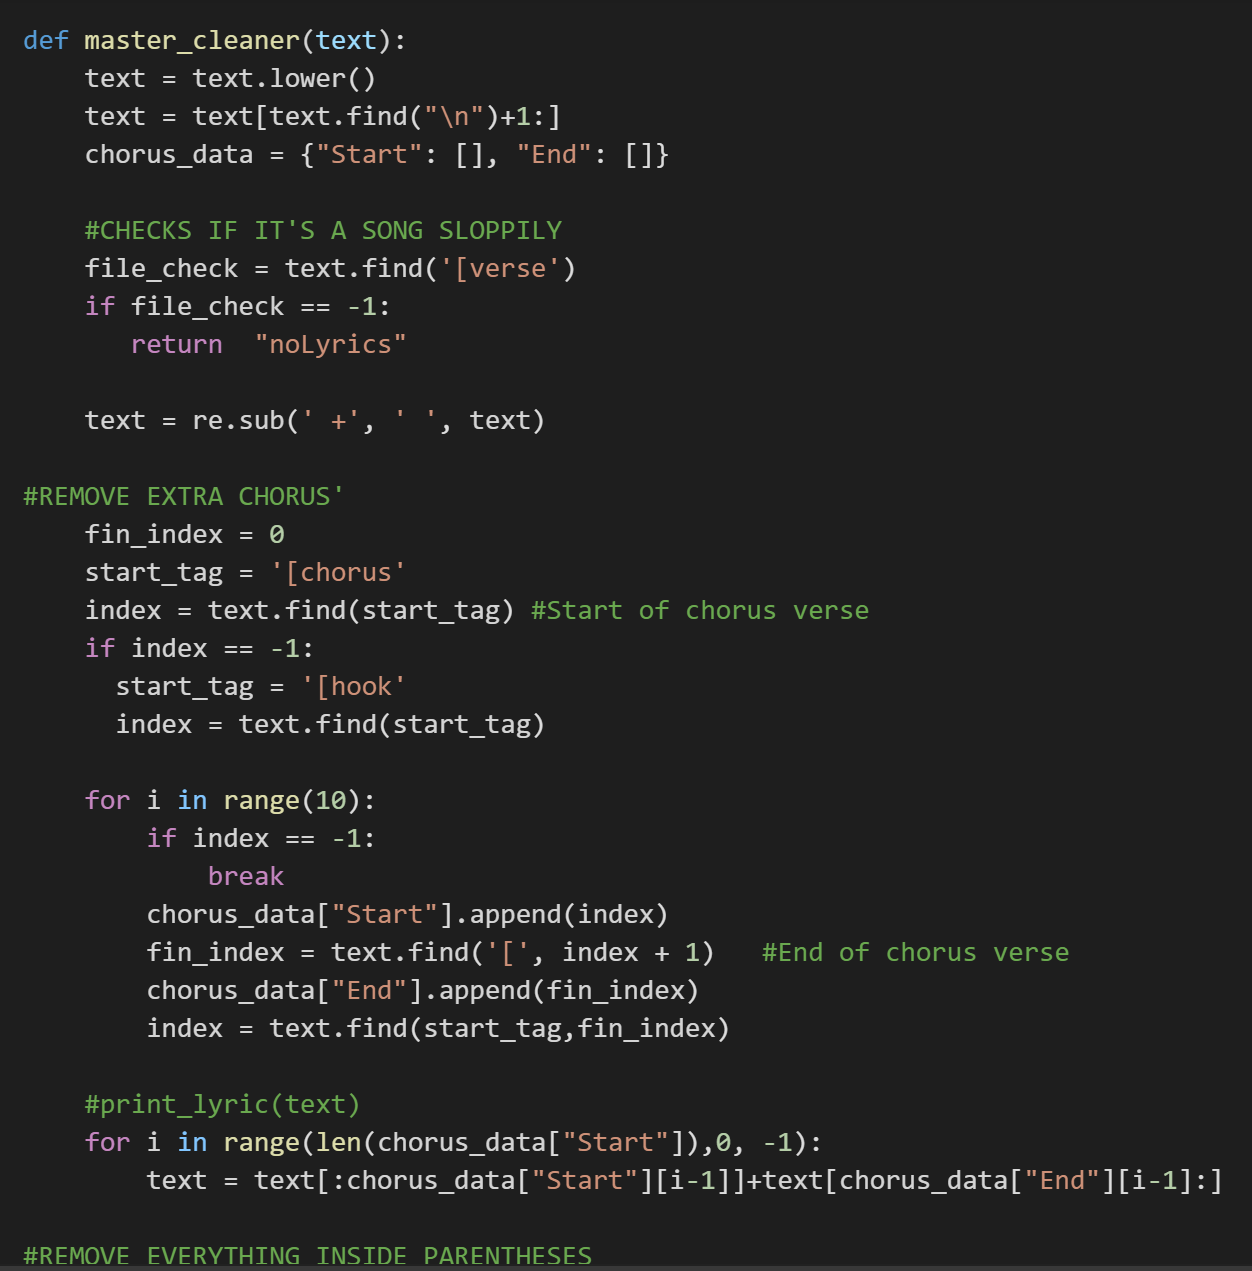 def master_cleaner(text):
    text = text.lower()
    text = text[text.find("\n")+1:]
    chorus_data = {"Start": [], "End": []}

    #CHECKS IF IT'S A SONG SLOPPILY
    file_check = text.find('[verse')
    if file_check == -1:
       return  "noLyrics"

    text = re.sub(' +', ' ', text)

#REMOVE EXTRA CHORUS'
    fin_index = 0
    start_tag = '[chorus'
    index = text.find(start_tag) #Start of chorus verse
    if index == -1:
      start_tag = '[hook'
      index = text.find(start_tag)

    for i in range(10):
        if index == -1:
            break
        chorus_data["Start"].append(index)
        fin_index = text.find('[', index + 1)   #End of chorus verse
        chorus_data["End"].append(fin_index)
        index = text.find(start_tag,fin_index)

    #print_lyric(text)
    for i in range(len(chorus_data["Start"]),0, -1):
        text = text[:chorus_data["Start"][i-1]]+text[chorus_data["End"][i-1]:]

#REMOVE EVERYTHING INSIDE PARENTHESES